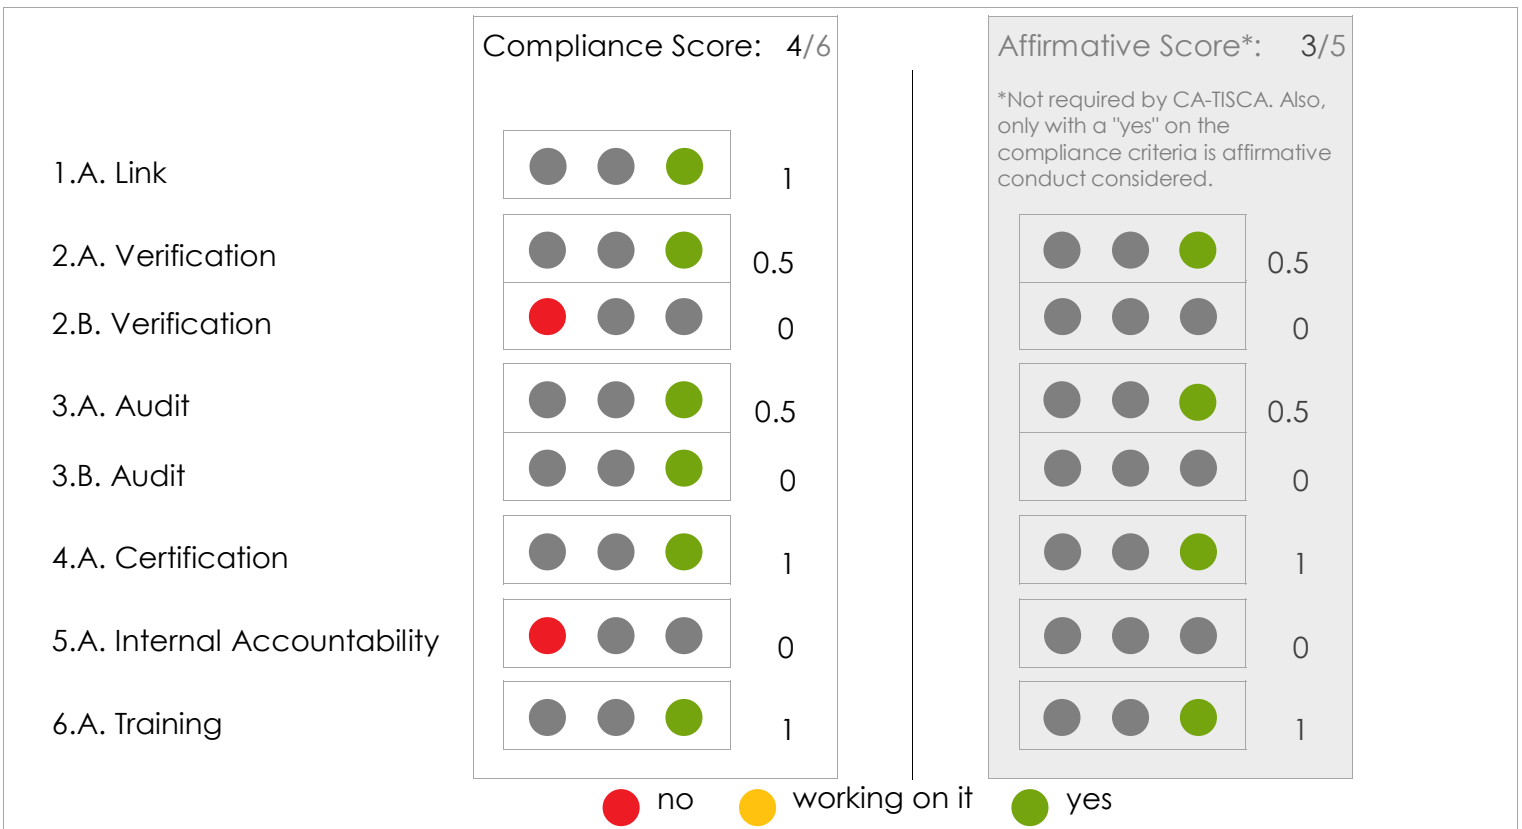 Compliance Score: 4/6
Affirmative Score*: 3/5
*Not required by CA-TISCA. Also,
only with a "yes" on the
compliance criteria is affirmative
conduct considered.
1.A. Link 1
2.A. Verification 0.5 0.5
2.B. Verification 0 0
3.A. Audit 0.5 0.5
3.B. Audit 0 0
4.A. Certification 1 1
5.A. Internal Accountability 0 0
6.A. Training 1 1
no working on it yes